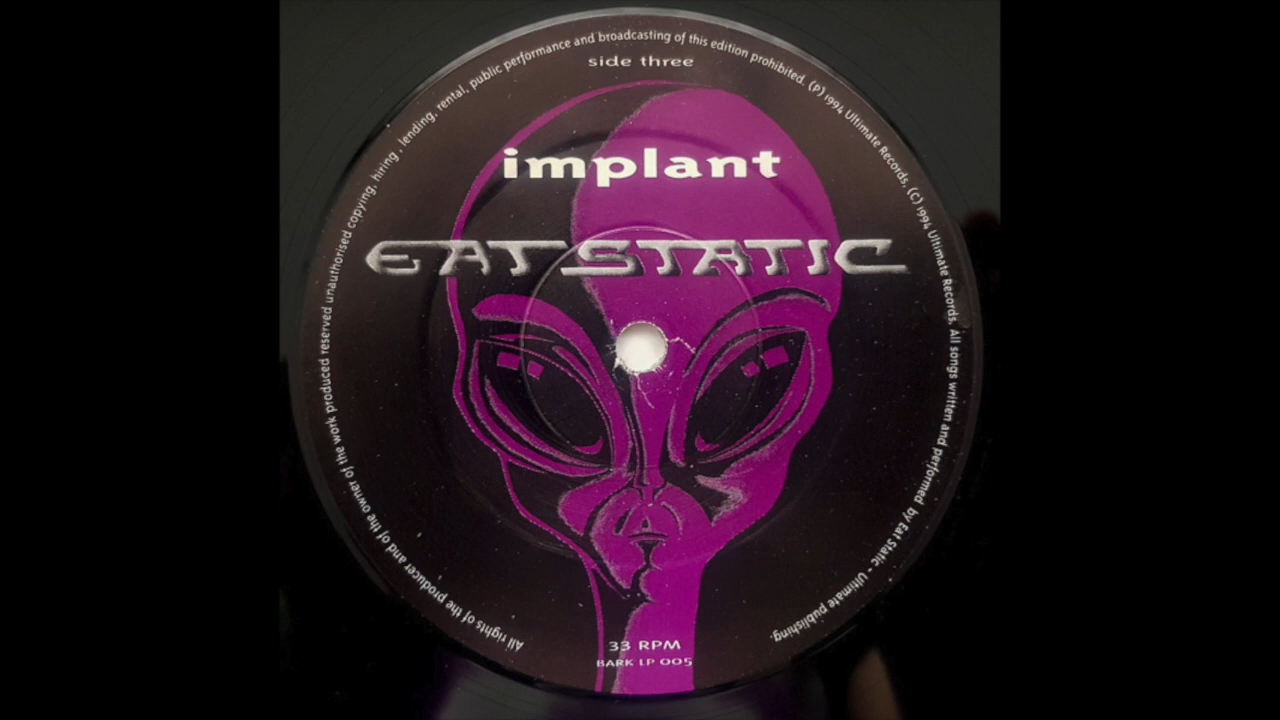 All rights of the producer and of the owner of the work produced reserved unauthorised copying, hiring, lending, rental, public performance and broadcasting of this edition prohibited. (P) 1994 Ultimate Records. (C) 1994 Ultimate Records. All songs written and performed by Eat Static - Ultimate publishing.
side three
implant
EAT STATIC
33 RPM
BARK LP 005